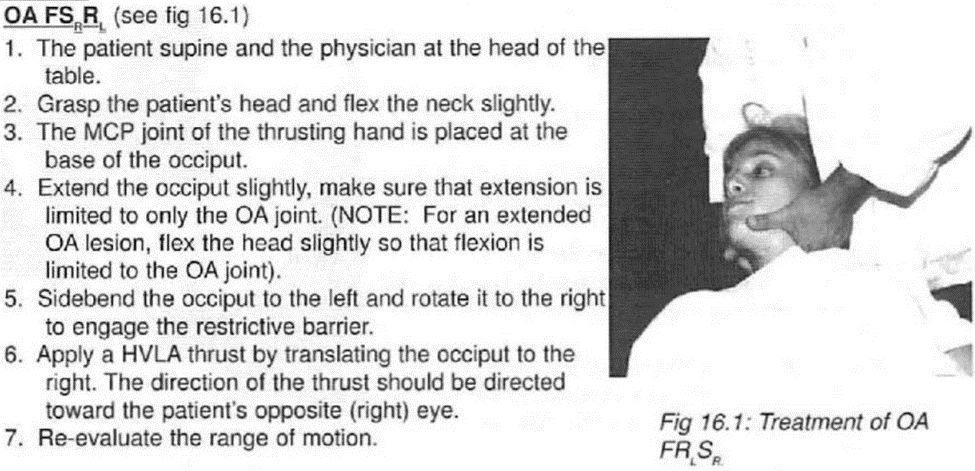 OA FSRRL (see fig 16.1)
1. The patient supine and the physician at the head of the
table.
2. Grasp the patient's head and flex the neck slightly.
3. The MCP joint of the thrusting hand is placed at the
base of the occiput.
4. Extend the occiput slightly, make sure that extension is
limited to only the OA joint. (NOTE: For an extended
OA lesion, flex the head slightly so that flexion is
limited to the OA joint).
5. Sidebend the occiput to the left and rotate it to the right
to engage the restrictive barrier.
6. Apply a HVLA thrust by translating the occiput to the
right. The direction of the thrust should be directed
toward the patient's opposite (right) eye.
7. Re-evaluate the range of motion.
Fig 16.1: Treatment of OA
FRLSR